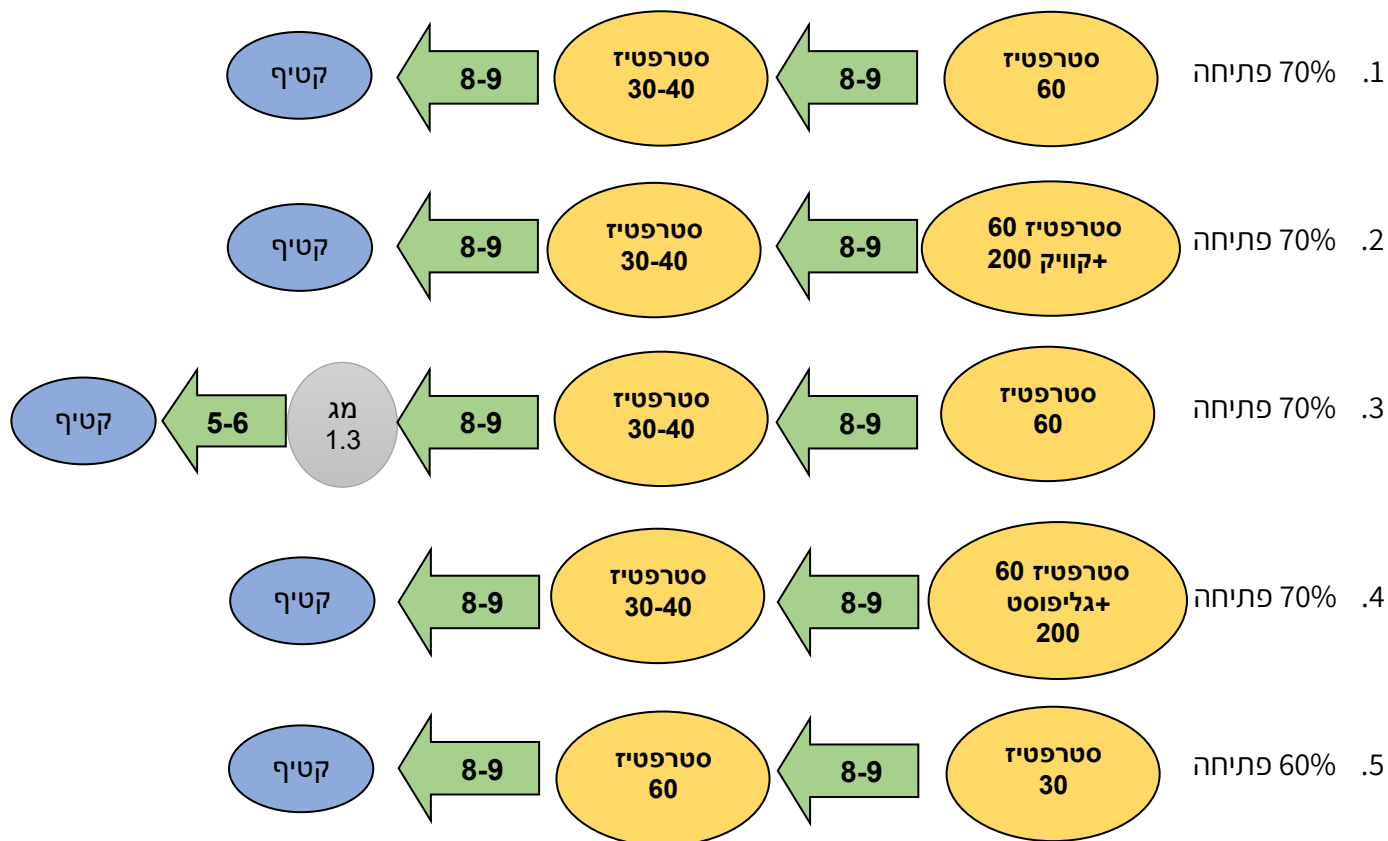 1. 70% פתיחה
סטרפטיז
60
8-9
סטרפטיז
30-40
8-9
קטיף
2. 70% פתיחה
סטרפטיז 60
+קוויק 200
8-9
סטרפטיז
30-40
8-9
קטיף
3. 70% פתיחה
סטרפטיז
60
8-9
סטרפטיז
30-40
8-9
מג
1.3
5-6
קטיף
4. 70% פתיחה
סטרפטיז 60
+גליפוסט
200
8-9
סטרפטיז
30-40
8-9
קטיף
5. 60% פתיחה
סטרפטיז
30
8-9
סטרפטיז
60
8-9
קטיף